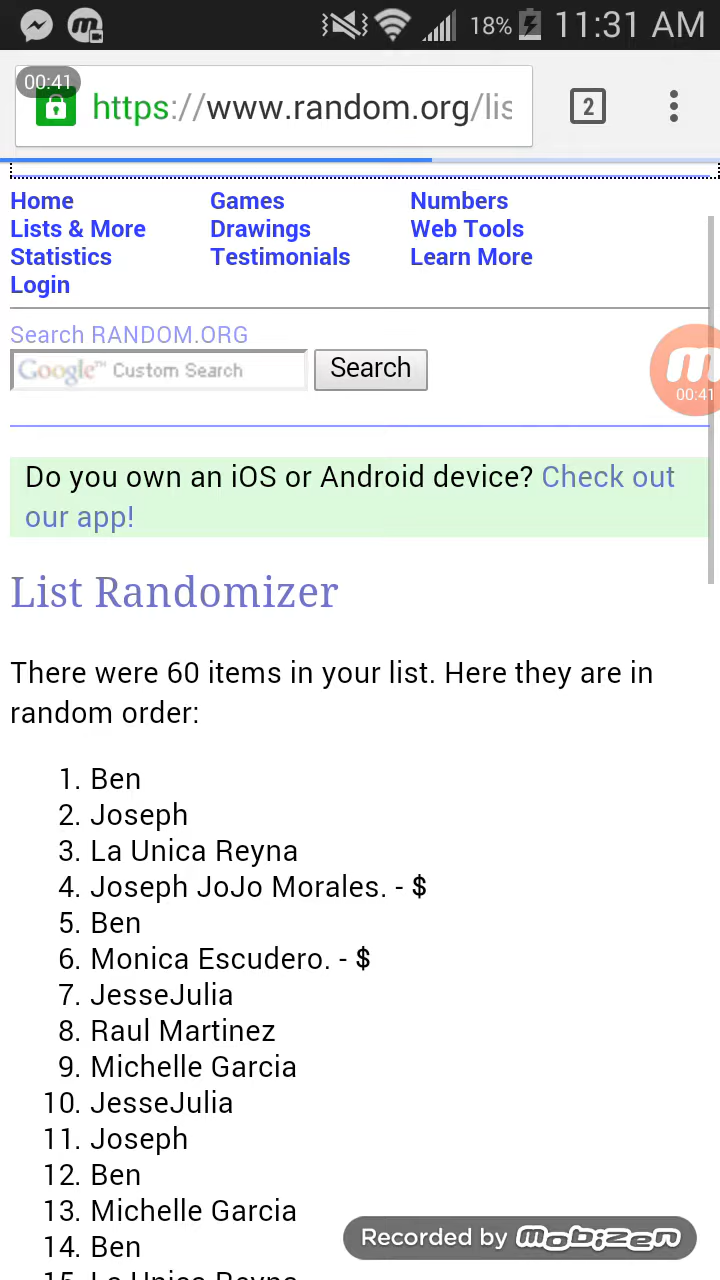 18% 11:31 AM
00:41
https://www.random.org/lis
2
Home Games Numbers
Lists & More Drawings Web Tools
Statistics Testimonials Learn More
Login
Search RANDOM.ORG
Google™ Custom Search Search
m
00:41
Do you own an iOS or Android device? Check out
our app!
List Randomizer
There were 60 items in your list. Here they are in
random order:
1. Ben
2. Joseph
3. La Unica Reyna
4. Joseph JoJo Morales. - $
5. Ben
6. Monica Escudero. - $
7. JesseJulia
8. Raul Martinez
9. Michelle Garcia
10. JesseJulia
11. Joseph
12. Ben
13. Michelle Garcia
14. Ben
15. La Unica Reyna
Recorded by mobizen